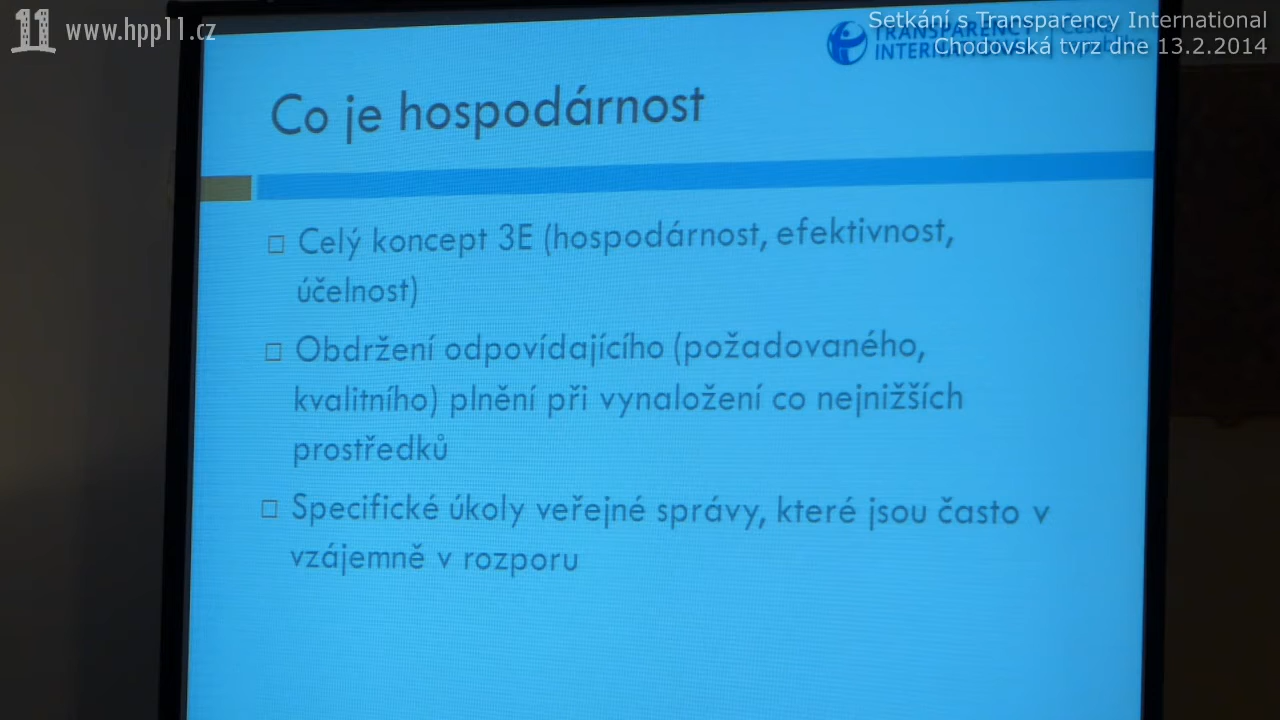 11 www.hpp11.cz
Setkání s Transparency International
Chodovská tvrz dne 13.2.2014
TRANSPARENCY
Co je hospodárnost
Celý koncept 3E (hospodárnost, efektivnost,
účelnost)
Obdržení odpovídajícího (požadovaného,
kvalitního) plnění při vynaložení co nejnižších
prostředků
Specifické úkoly veřejné správy, které jsou často v
vzájemně v rozporu